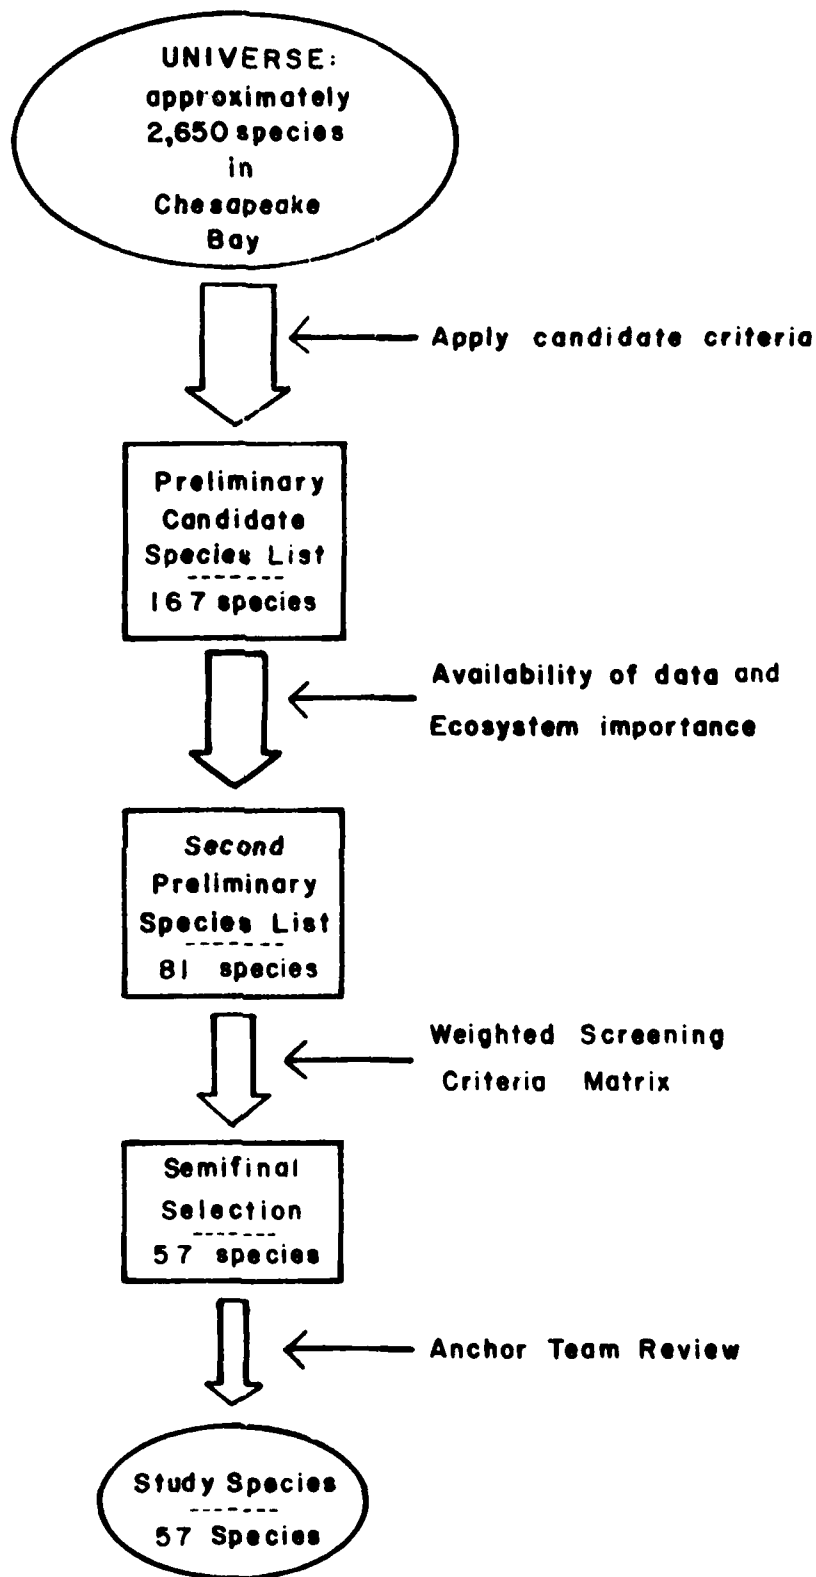 UNIVERSE:
approximately
2,650 species
in
Chesapeake
Bay
Apply candidate criteria
Preliminary
Candidate
Species List
167 species
Availability of data and
Ecosystem importance
Second
Preliminary
Species List
81 species
Weighted Screening
Criteria Matrix
Semifinal
Selection
57 species
Anchor Team Review
Study Species
57 Species